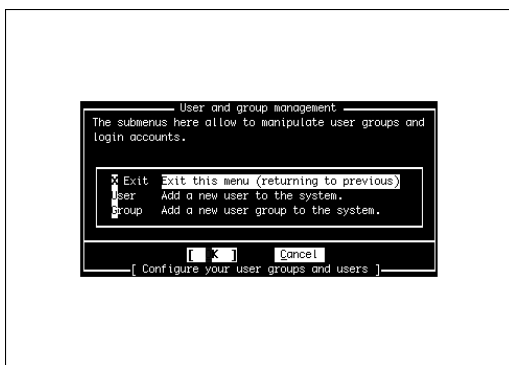 User and group management
The submenus here allow to manipulate user groups and
login accounts.
X Exit Exit this menu (returning to previous)
User Add a new user to the system.
Group Add a new user group to the system.
[ K ] Cancel
[ Configure your user groups and users ]